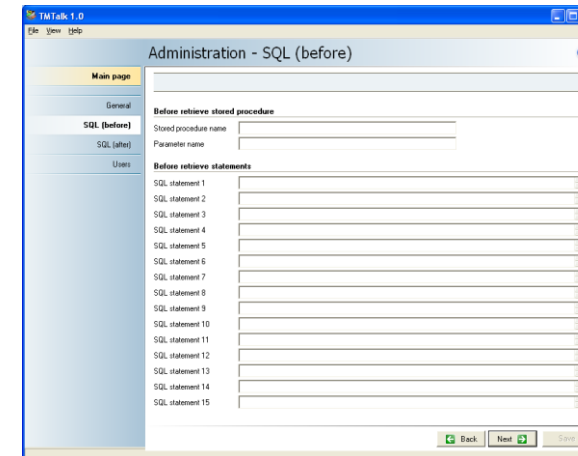 TMTalk 1.0
File View Help
Administration - SQL (before)
Main page
General
SQL (before)
SQL (after)
Users
Before retrieve stored procedure
Stored procedure name
Parameter name
Before retrieve statements
SQL statement 1
SQL statement 2
SQL statement 3
SQL statement 4
SQL statement 5
SQL statement 6
SQL statement 7
SQL statement 8
SQL statement 9
SQL statement 10
SQL statement 11
SQL statement 12
SQL statement 13
SQL statement 14
SQL statement 15
Back Next Save